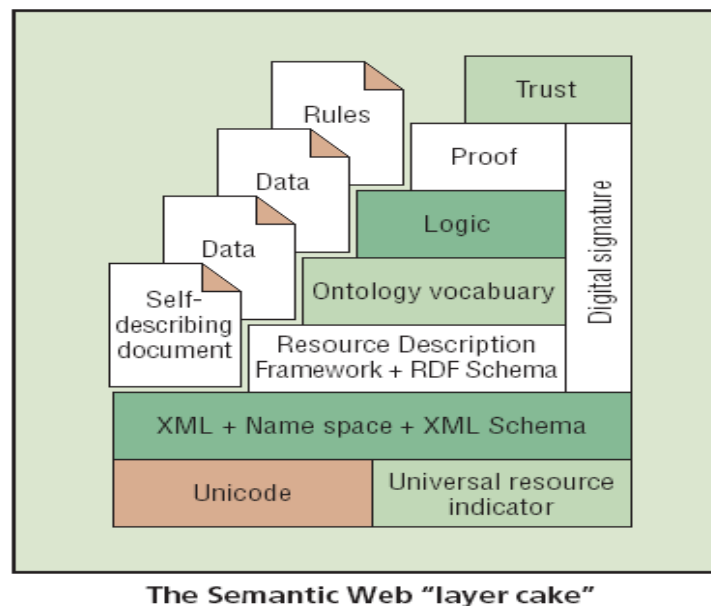 Trust
Rules
Proof
Data
Logic
Data
Digital signature
Ontology vocabuary
Self-
describing
document
Resource Description
Framework + RDF Schema
XML + Name space + XML Schema
Unicode
Universal resource
indicator
The Semantic Web “layer cake”